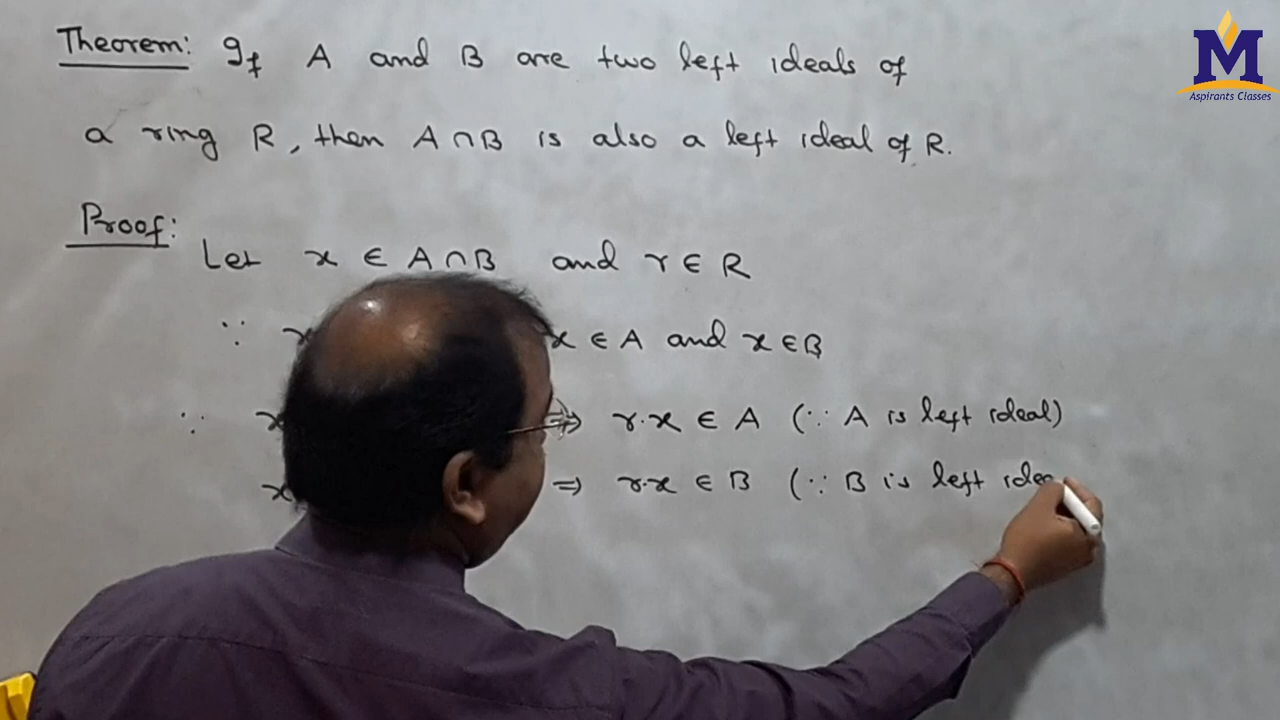 Theorem: If A and B are two left ideals of
a ring R, then A ∩ B is also a left ideal of R.
Proof:
Let x ∈ A ∩ B and r ∈ R
∵ x x ∈ A and x ∈ B
∵ x ⇒ r.x ∈ A (∵ A is left ideal)
x ⇒ r.x ∈ B (∵ B is left idea
M
Aspirants Classes